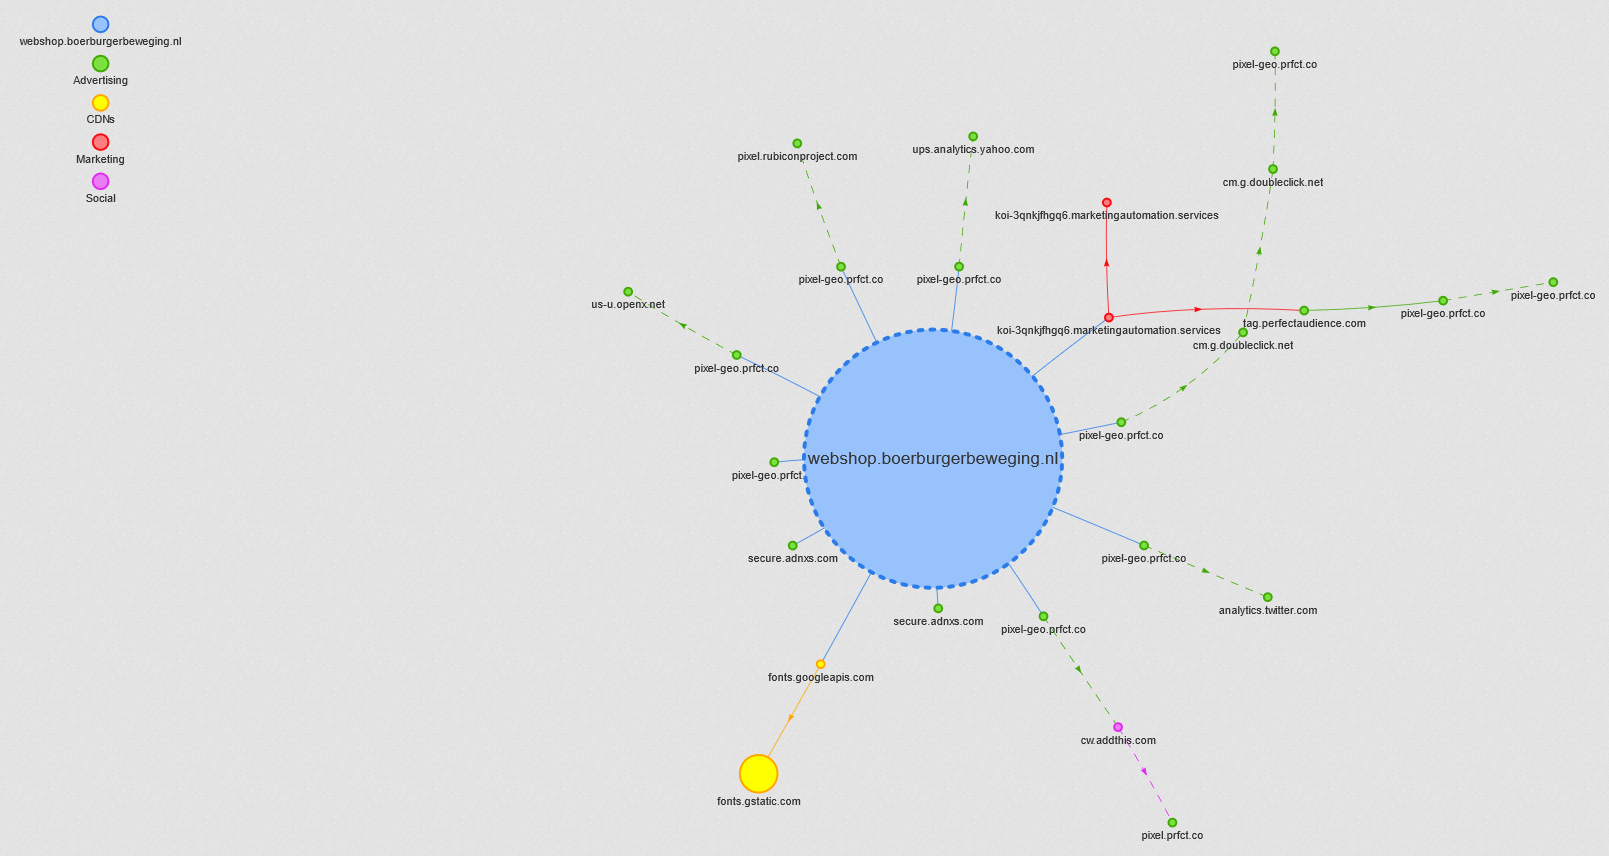 webshop.boerburgerbeweging.nl
Advertising
CDNs
Marketing
Social
pixel-geo.prfct.co
ups.analytics.yahoo.com
pixel.rubiconproject.com
cm.g.doubleclick.net
koi-3qnkjfhgq6.marketingautomation.services
pixel-geo.prfct.co
pixel-geo.prfct.co
pixel-geo.prfct.co
us-u.openx.net
pixel-geo.prfct.co
tag.perfectaudience.com
koi-3qnkjfhgq6.marketingautomation.services
cm.g.doubleclick.net
pixel-geo.prfct.co
pixel-geo.prfct.co
webshop.boerburgerbeweging.nl
pixel-geo.prfct.
secure.adnxs.com
pixel-geo.prfct.co
analytics.twitter.com
secure.adnxs.com
pixel-geo.prfct.co
fonts.googleapis.com
cw.addthis.com
fonts.gstatic.com
pixel.prfct.co